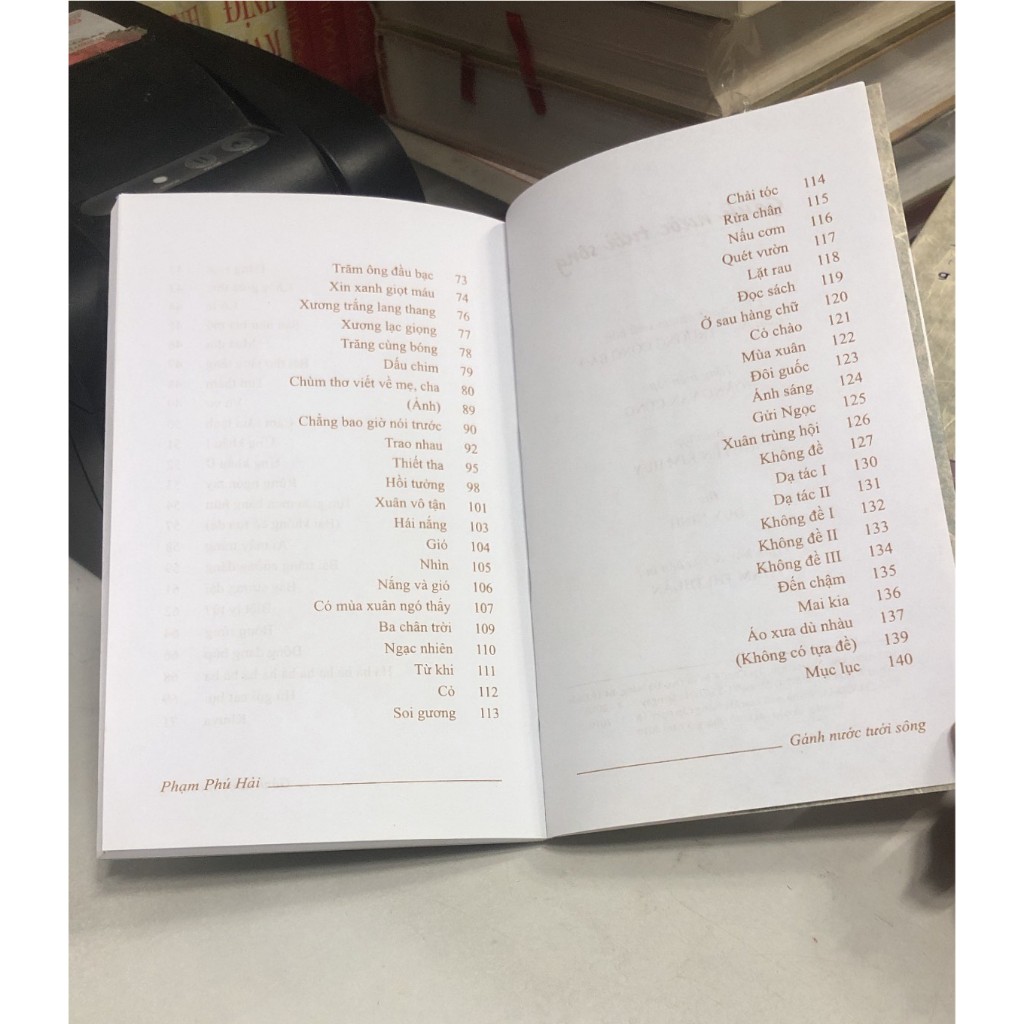 Trăm ông đầu bạc 73
Xin xanh giọt máu 74
Xương trắng lang thang 76
Xương lạc giọng 77
Trăng cùng bóng 78
Dấu chim 79
Chùm thơ viết về mẹ, cha 80
(Ảnh) 89
Chẳng bao giờ nói trước 90
Trao nhau 92
Thiết tha 95
Hồi tưởng 98
Xuân vô tận 101
Hái nắng 103
Giỏ 104
Nhìn 105
Nắng và gió 106
Có mùa xuân ngó thấy 107
Ba chân trời 109
Ngạc nhiên 110
Từ khi 111
Cỏ 112
Soi gương 113
Phạm Phú Hải
Chải tóc 114
Rửa chân 115
Nấu cơm 116
Quét vườn 117
Lặt rau 118
Đọc sách 119
Ở sau hàng chữ 120
Có cháo 121
Mùa xuân 122
Đôi guốc 123
Ánh sáng 124
Gửi Ngọc 125
Xuân trùng hội 126
Không đề 127
Dạ tác I 130
Dạ tác II 131
Không đề I 132
Không đề II 133
Không đề III 134
Đến chậm 135
Mai kia 136
Áo xưa dù nhàu 137
(Không có tựa đề) 139
Mục lục 140
Gánh nước tưới sông